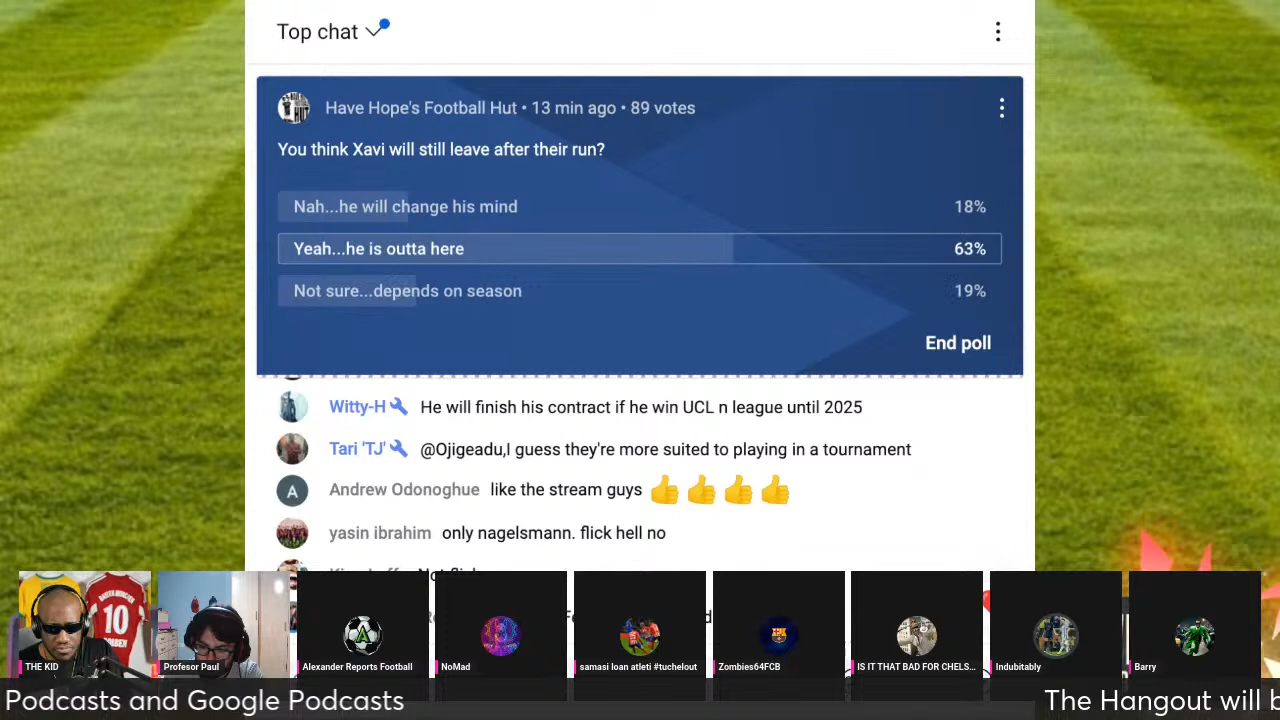 Top chat
Have Hope's Football Hut • 13 min ago • 89 votes
You think Xavi will still leave after their run?
Nah...he will change his mind 18%
Yeah...he is outta here 63%
Not sure...depends on season 19%
End poll
Witty-H He will finish his contract if he win UCL n league until 2025
Tari 'TJ' @Ojigeadu,I guess they're more suited to playing in a tournament
A Andrew Odonoghue like the stream guys 👍👍👍👍
yasin ibrahim only nagelsmann. flick hell no
THE KID
Profesor Paul
Alexander Reports Football
NoMad
samasi loan atleti #tuchelout
Zombies64FCB
IS IT THAT BAD FOR CHELS...
Indubitably
Barry
Podcasts and Google Podcasts
The Hangout will b